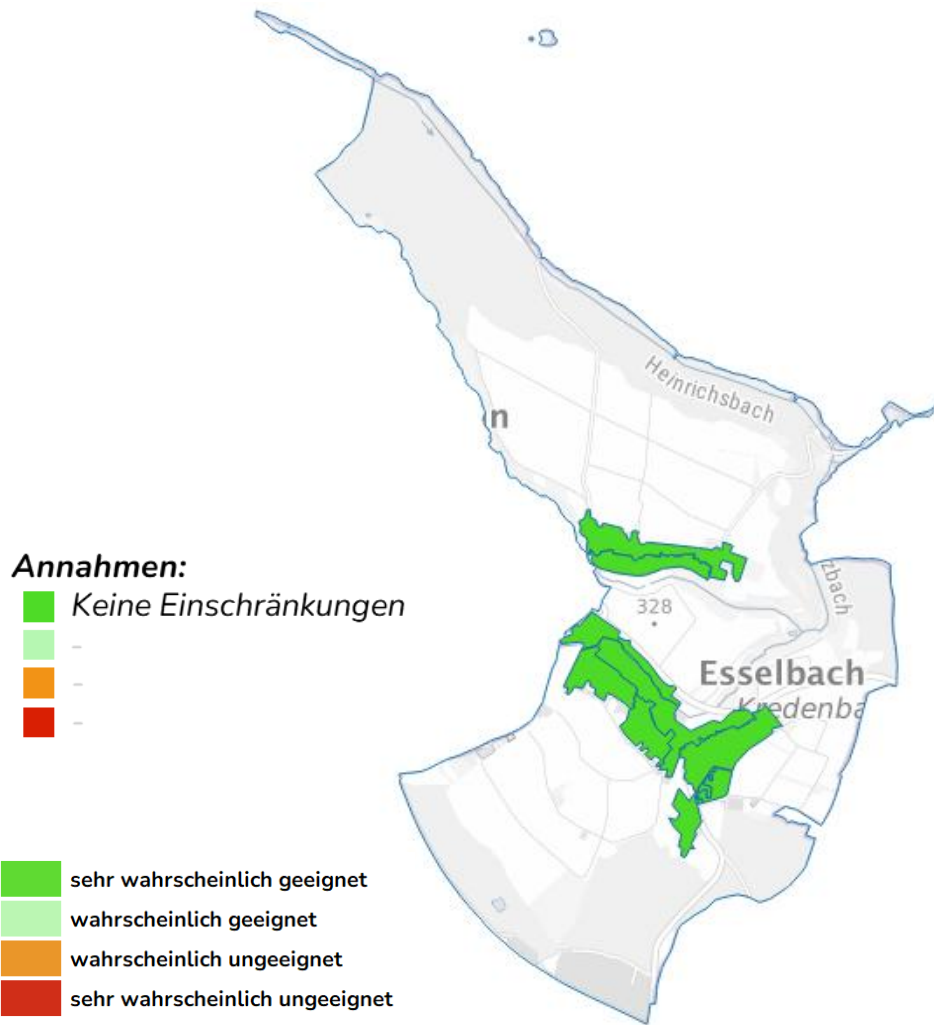 Heinrichsbach
n
Annahmen:
Keine Einschränkungen
-
-
-
zbach
328
Esselbach
Kredenba
sehr wahrscheinlich geeignet
wahrscheinlich geeignet
wahrscheinlich ungeeignet
sehr wahrscheinlich ungeeignet